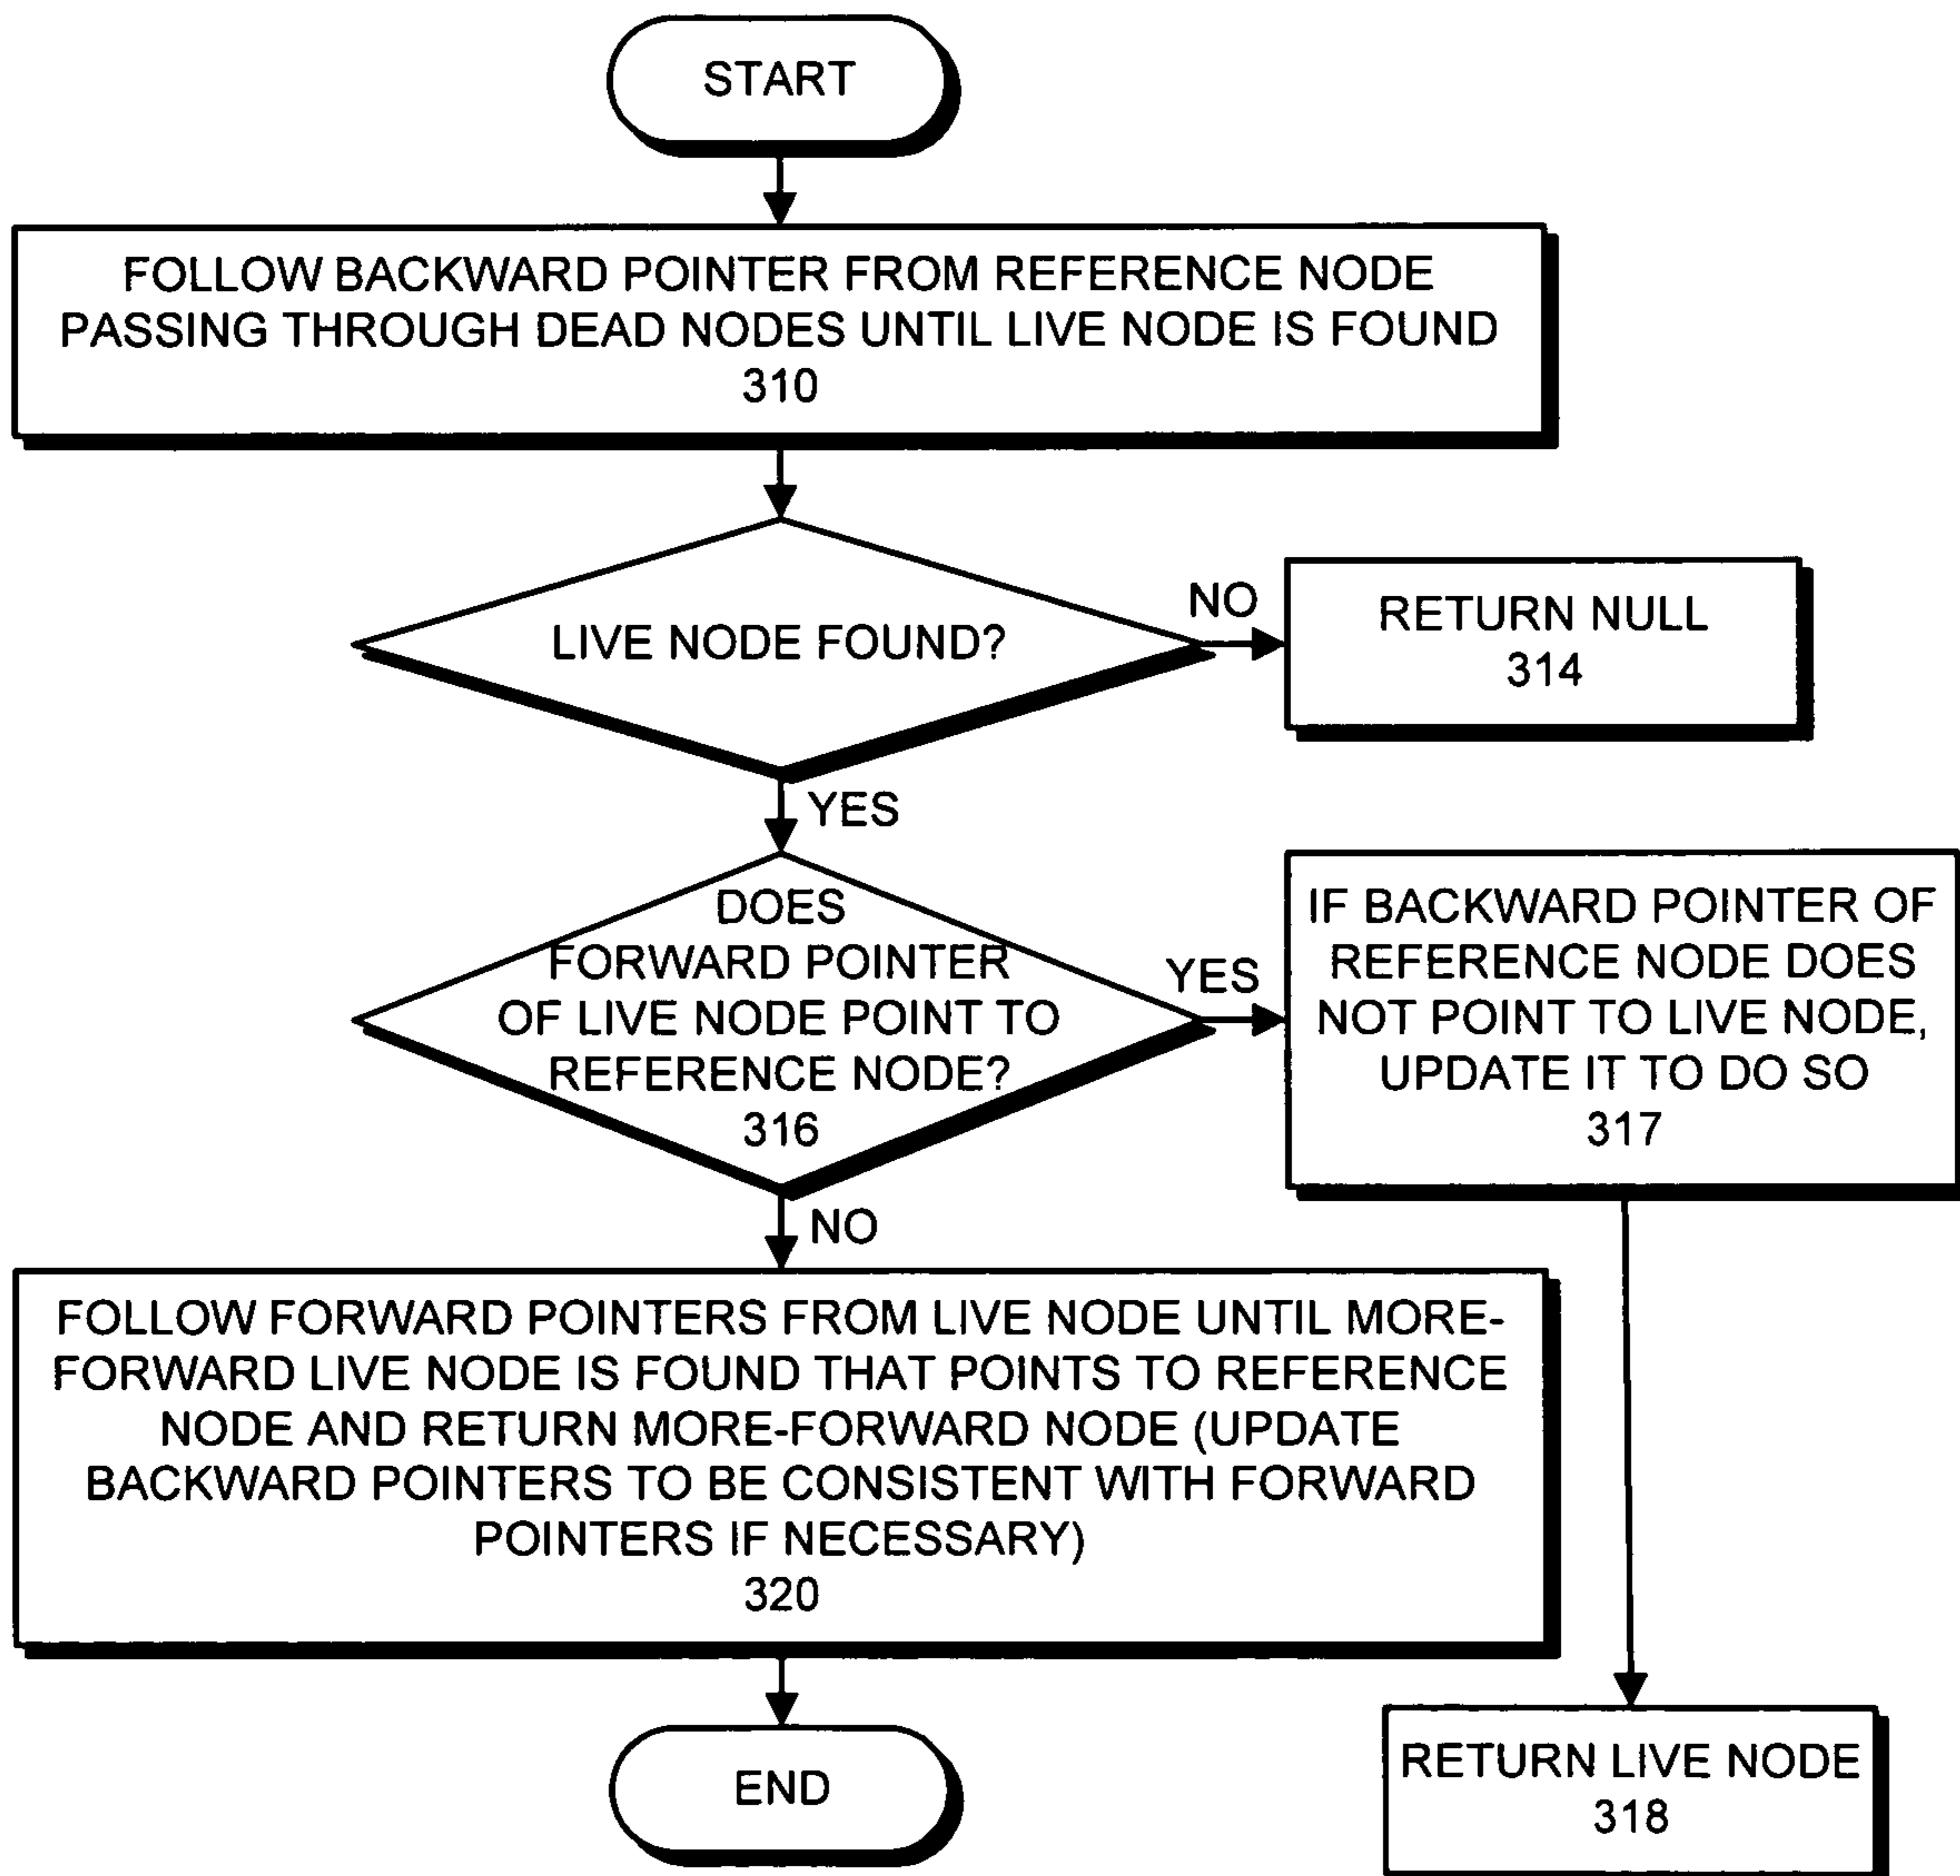 START
FOLLOW BACKWARD POINTER FROM REFERENCE NODE
PASSING THROUGH DEAD NODES UNTIL LIVE NODE IS FOUND
310
LIVE NODE FOUND?
NO
RETURN NULL
314
YES
DOES
FORWARD POINTER
OF LIVE NODE POINT TO
REFERENCE NODE?
316
YES
IF BACKWARD POINTER OF
REFERENCE NODE DOES
NOT POINT TO LIVE NODE,
UPDATE IT TO DO SO
317
NO
FOLLOW FORWARD POINTERS FROM LIVE NODE UNTIL MORE-
FORWARD LIVE NODE IS FOUND THAT POINTS TO REFERENCE
NODE AND RETURN MORE-FORWARD NODE (UPDATE
BACKWARD POINTERS TO BE CONSISTENT WITH FORWARD
POINTERS IF NECESSARY)
320
END
RETURN LIVE NODE
318